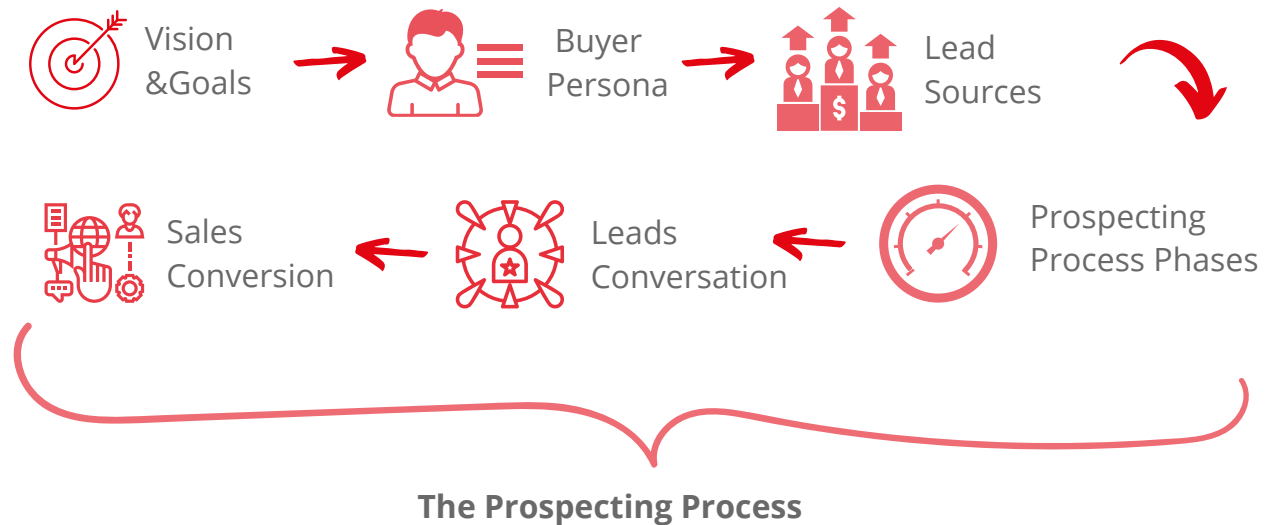 Vision
&Goals
Buyer
Persona
Lead
Sources
$
Prospecting
Process Phases
Leads
Conversation
Sales
Conversion
The Prospecting Process